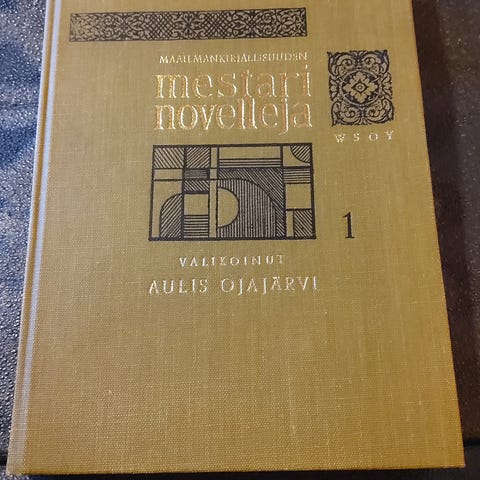 MAAILMANKIRJALLISUUDEN
mestari
novelleja
WSOY
1
VALIKOINUT
AULIS OJAJÄRVI